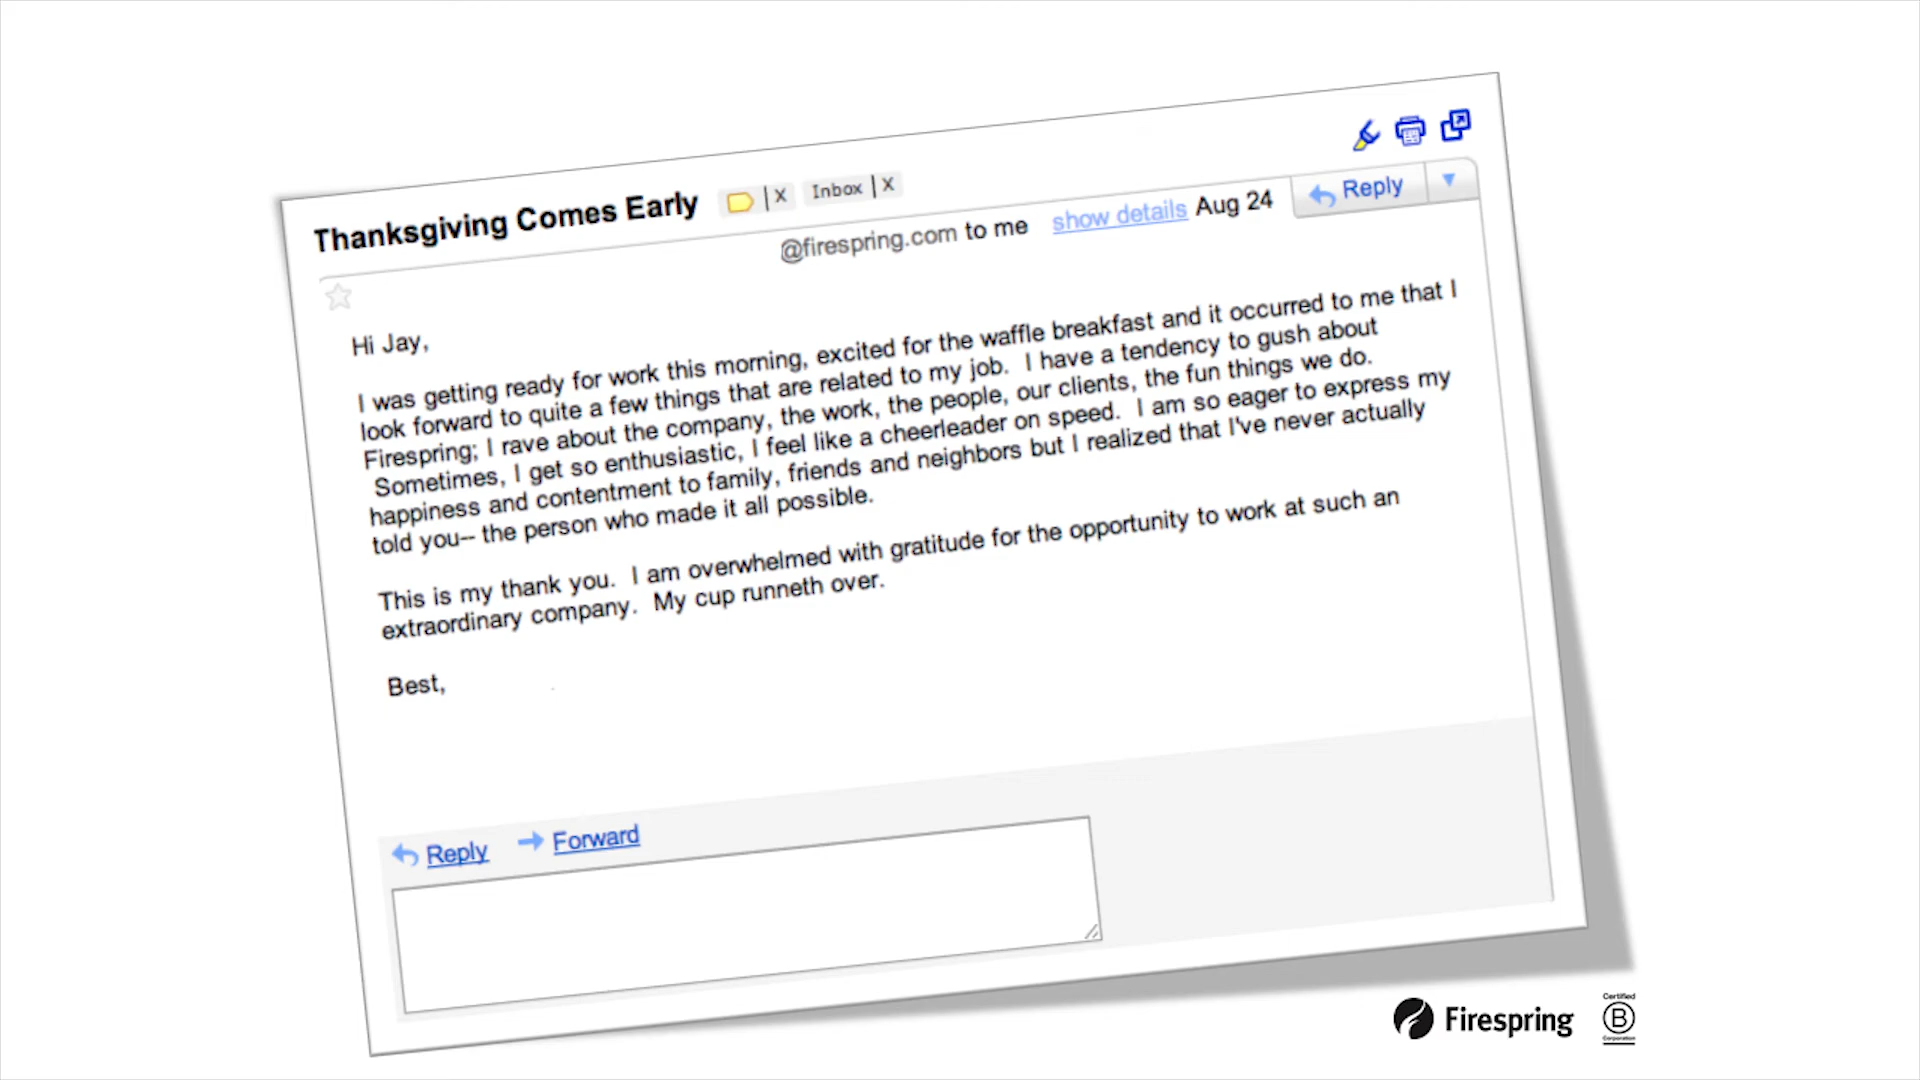 Thanksgiving Comes Early | X Inbox | X
@firespring.com to me show details Aug 24 Reply
Hi Jay,
I was getting ready for work this morning, excited for the waffle breakfast and it occurred to me that I
look forward to quite a few things that are related to my job. I have a tendency to gush about
Firespring; I rave about the company, the work, the people, our clients, the fun things we do.
Sometimes, I get so enthusiastic, I feel like a cheerleader on speed. I am so eager to express my
happiness and contentment to family, friends and neighbors but I realized that I've never actually
told you-- the person who made it all possible.
This is my thank you. I am overwhelmed with gratitude for the opportunity to work at such an
extraordinary company. My cup runneth over.
Best,
Reply Forward
Firespring
Certified
B
Corporation